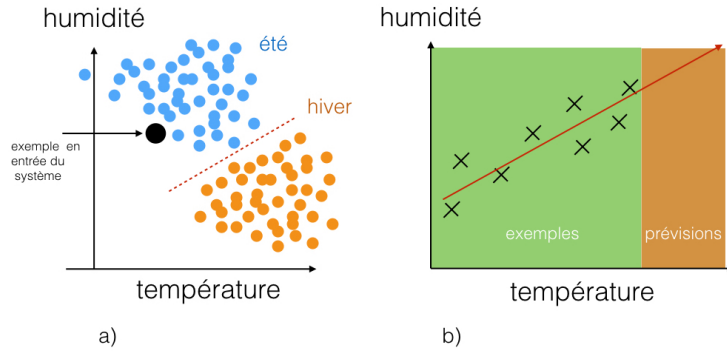 humidité
été
hiver
exemple en
entrée du
système
température
a)
humidité
exemples
prévisions
température
b)